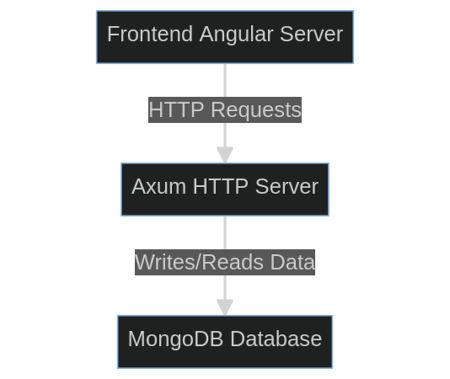 Frontend Angular Server
HTTP Requests
Axum HTTP Server
Writes/Reads Data
MongoDB Database